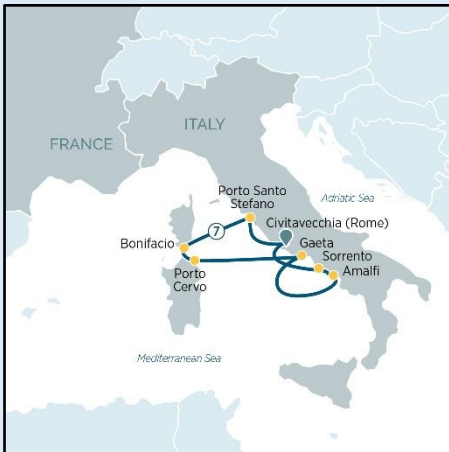 ITALY
FRANCE
Porto Santo
Stefano
Adriatic Sea
Civitavecchia (Rome)
7
Bonifacio
Gaeta
Sorrento
Amalfi
Porto
Cervo
Mediterranean Sea